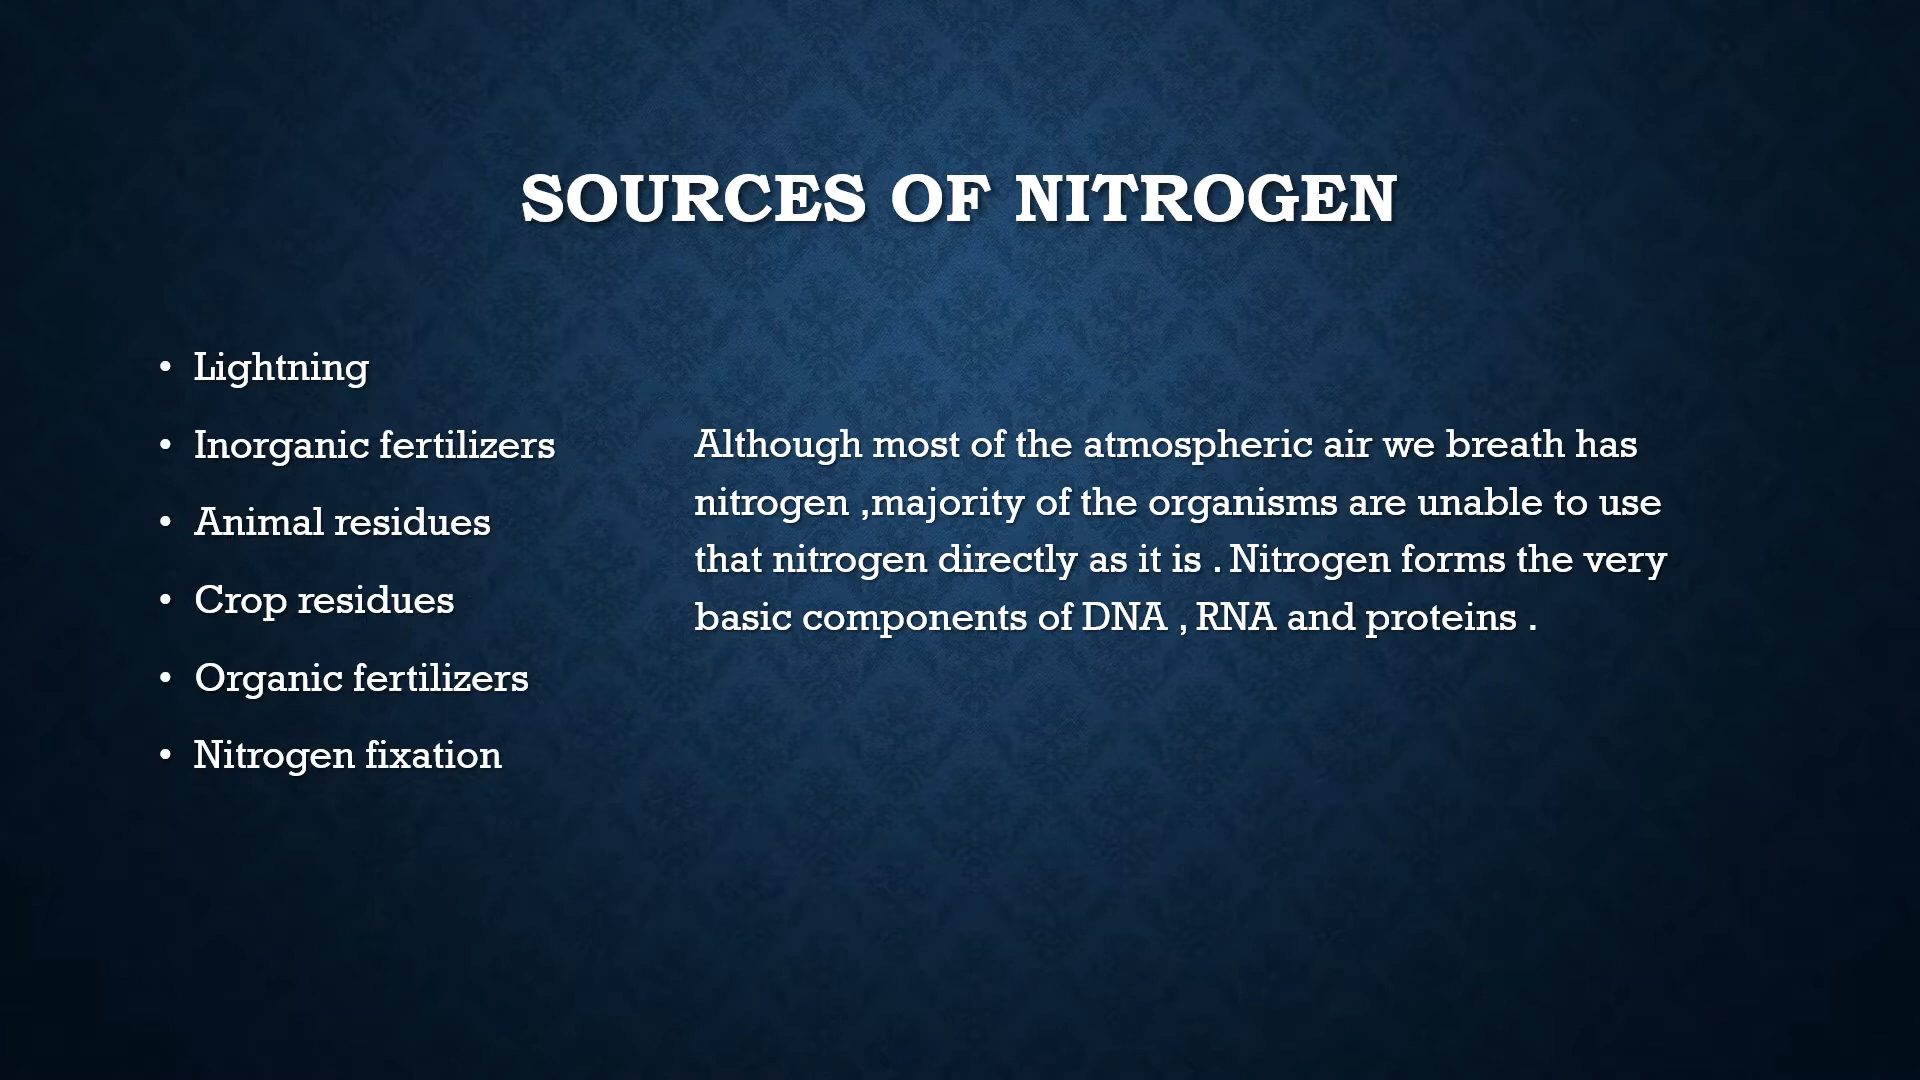 SOURCES OF NITROGEN
• Lightning
• Inorganic fertilizers
• Animal residues
• Crop residues
• Organic fertilizers
• Nitrogen fixation
Although most of the atmospheric air we breath has
nitrogen ,majority of the organisms are unable to use
that nitrogen directly as it is . Nitrogen forms the very
basic components of DNA , RNA and proteins .